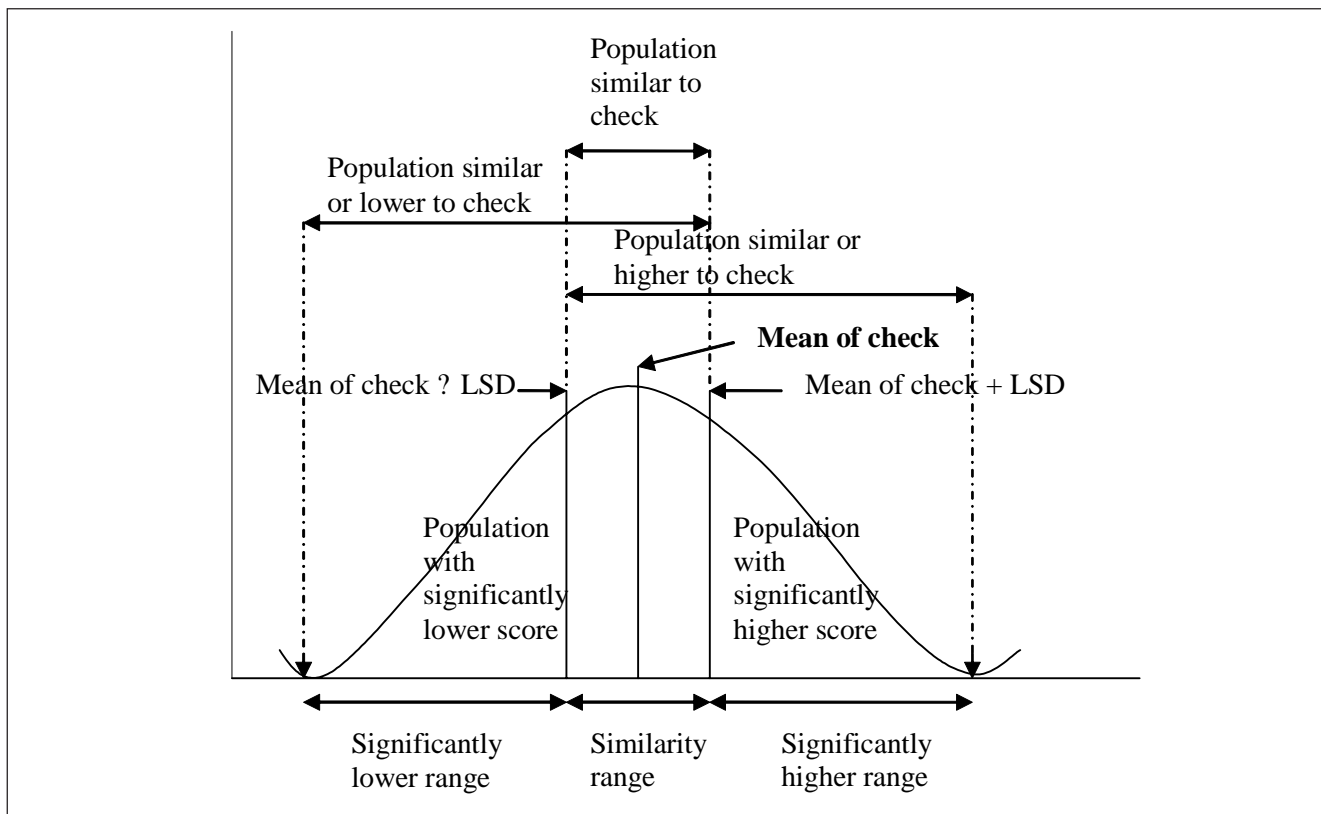 Population
similar to
check
Population similar
or lower to check
Population similar or
higher to check
Mean of check
Mean of check ? LSD
Mean of check + LSD
Population
with
significantly
lower score
Population
with
significantly
higher score
Significantly
lower range
Similarity
range
Significantly
higher range